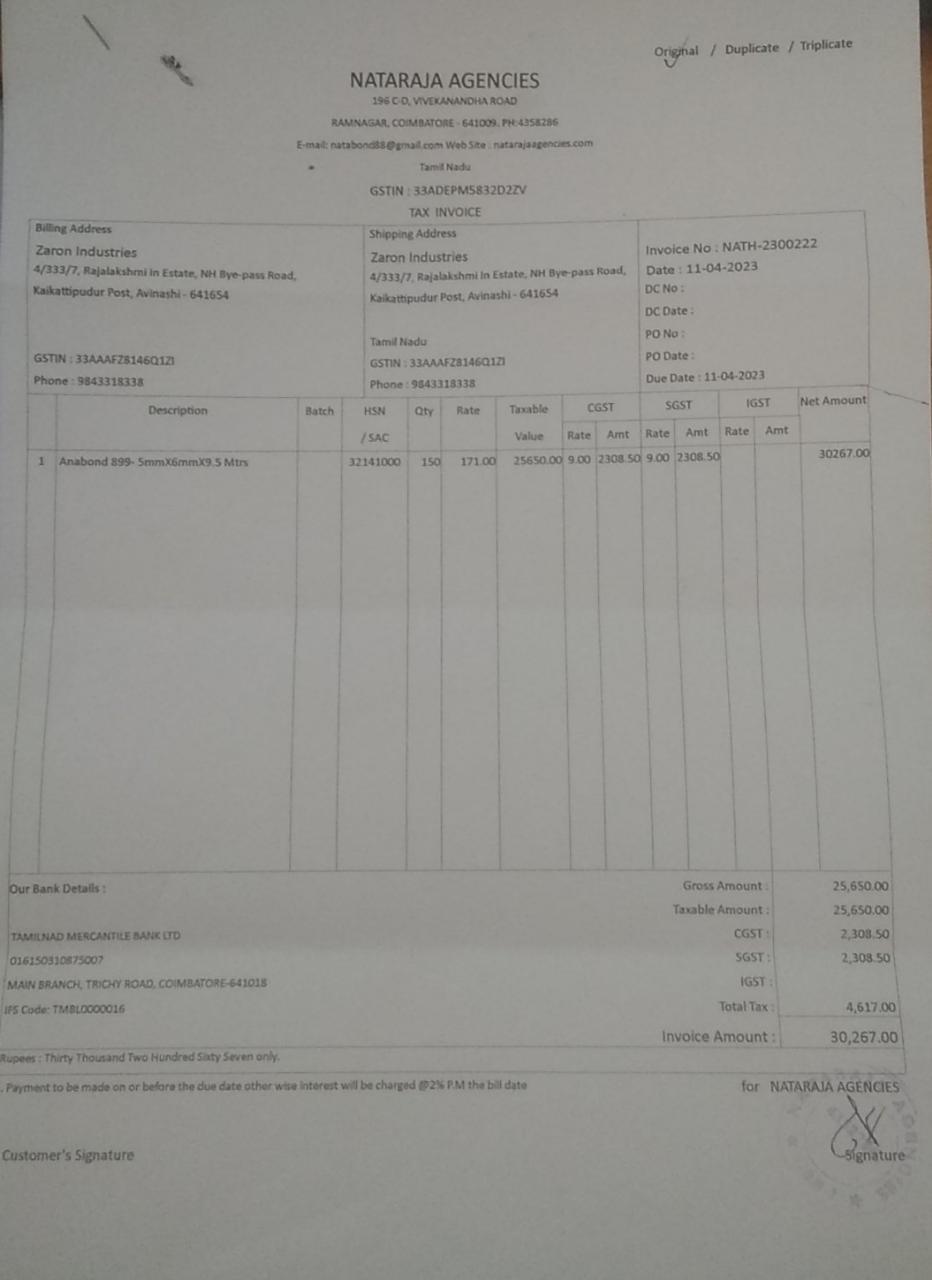 Original / Duplicate / Triplicate
NATARAJA AGENCIES
196 C-D, VIVEKANANDHA ROAD
RAMNAGAR, COIMBATORE - 641009. PH:4358286
E-mail: natabond88@gmail.com Web Site : natarajaagencies.com
Tamil Nadu
GSTIN : 33ADEPM5832D2ZV
TAX INVOICE
Billing Address
Zaron Industries
4/333/7, Rajalakshmi In Estate, NH Bye-pass Road,
Kaikattipudur Post, Avinashi - 641654
GSTIN : 33AAAFZ8146Q1ZI
Phone : 9843318338
Shipping Address
Zaron Industries
4/333/7, Rajalakshmi In Estate, NH Bye-pass Road,
Kaikattipudur Post, Avinashi - 641654
Tamil Nadu
GSTIN : 33AAAFZ8146Q1ZI
Phone : 9843318338
Invoice No : NATH-2300222
Date : 11-04-2023
DC No :
DC Date :
PO No :
PO Date :
Due Date : 11-04-2023
Description Batch HSN / SAC Qty Rate Taxable Value CGST SGST IGST Net Amount
Rate Amt Rate Amt Rate Amt
1 Anabond 899- 5mmX6mmX9.5 Mtrs 32141000 150 171.00 25650.00 9.00 2308.50 9.00 2308.50 30267.00
Our Bank Details :
TAMILNAD MERCANTILE BANK LTD
016150310875007
MAIN BRANCH, TRICHY ROAD, COIMBATORE-641018
IFS Code: TMBL0000016
Gross Amount : 25,650.00
Taxable Amount : 25,650.00
CGST : 2,308.50
SGST : 2,308.50
IGST :
Total Tax : 4,617.00
Invoice Amount : 30,267.00
Rupees : Thirty Thousand Two Hundred Sixty Seven only.
. Payment to be made on or before the due date other wise interest will be charged @2% P.M the bill date
for NATARAJA AGENCIES
Customer's Signature
Signature